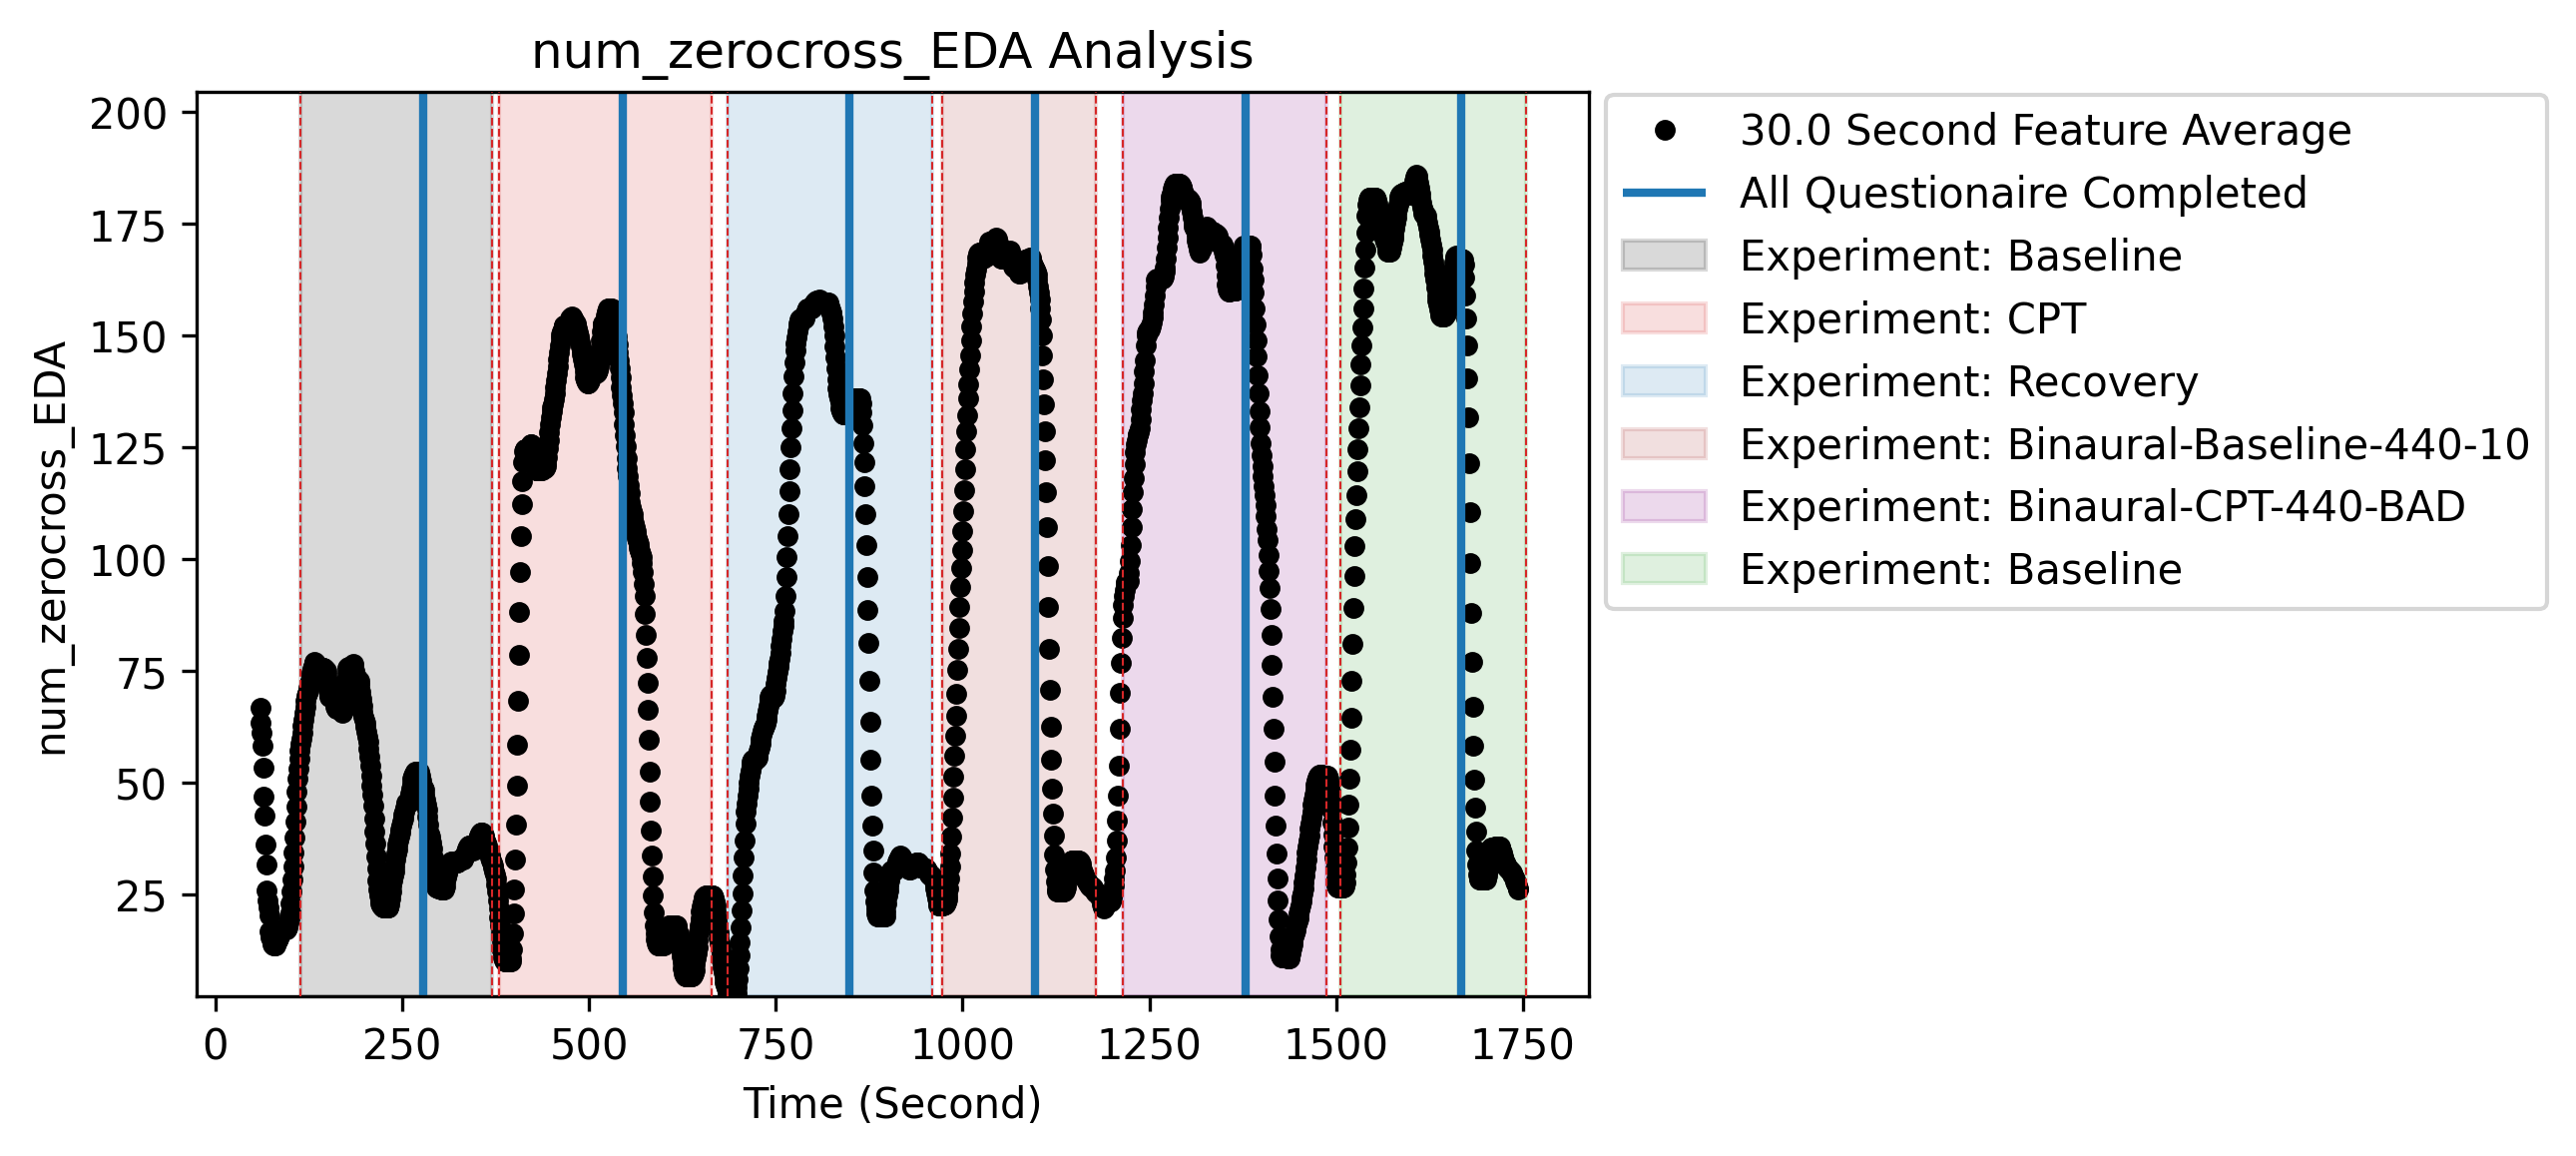 num_zerocross_EDA Analysis
num_zerocross_EDA
200
175
150
125
100
75
50
25
0
250
500
750
1000
1250
1500
1750
Time (Second)
30.0 Second Feature Average
All Questionaire Completed
Experiment: Baseline
Experiment: CPT
Experiment: Recovery
Experiment: Binaural-Baseline-440-10
Experiment: Binaural-CPT-440-BAD
Experiment: Baseline